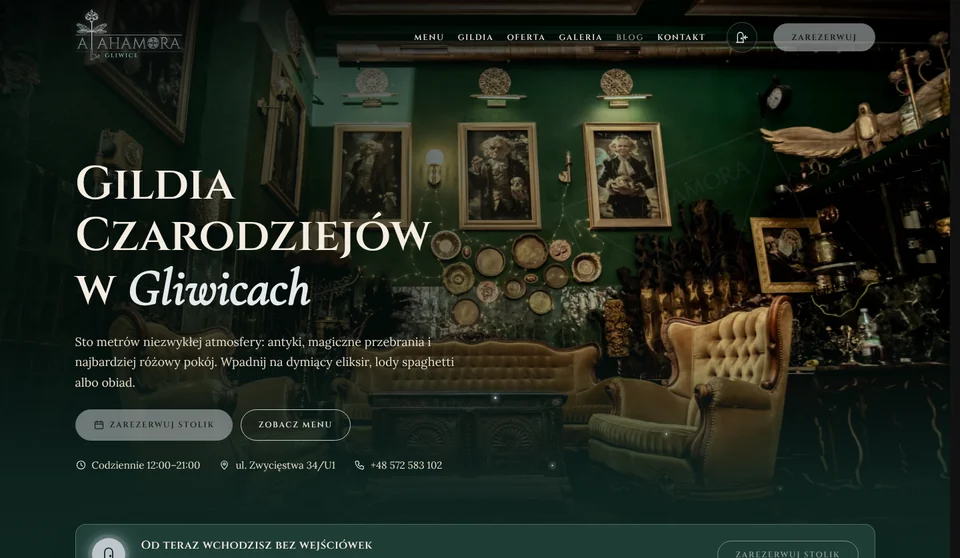 ALAHAMORA
GLIWICE
MENU GILDIA OFERTA GALERIA BLOG KONTAKT ZAREZERWUJ
GILDIA
CZARODZIEJÓW
W Gliwicach
Sto metrów niezwykłej atmosfery: antyki, magiczne przebrania i
najbardziej różowy pokój. Wpadnij na dymiący eliksir, lody spaghetti
albo obiad.
ZAREZERWUJ STOLIK ZOBACZ MENU
Codziennie 12:00–21:00 ul. Zwycięstwa 34/U1 +48 572 583 102
OD TERAZ WCHODZISZ BEZ WEJŚCIÓWEK
ZAREZERWUJ STOLIK